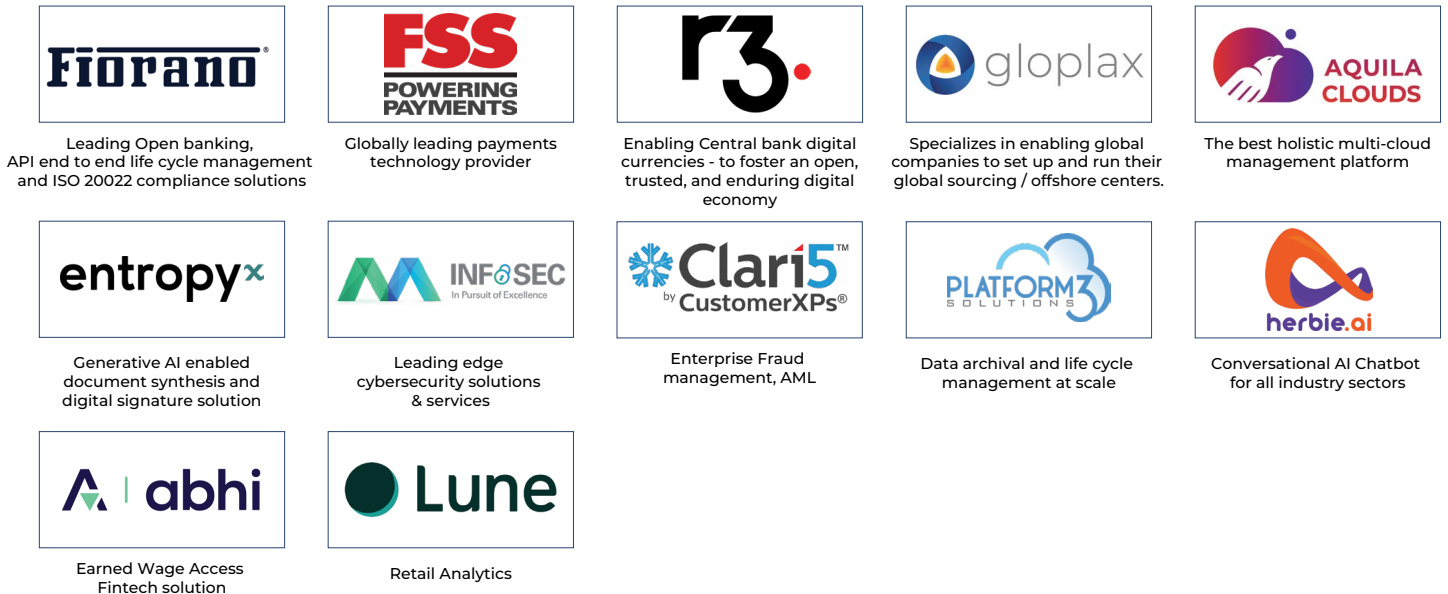 Fiorano®
Leading Open banking,
API end to end life cycle management
and ISO 20022 compliance solutions
FSS
POWERING
PAYMENTS
Globally leading payments
technology provider
r3.
Enabling Central bank digital
currencies - to foster an open,
trusted, and enduring digital
economy
gloplax
Specializes in enabling global
companies to set up and run their
global sourcing / offshore centers.
AQUILA
CLOUDS
The best holistic multi-cloud
management platform
entropyx
Generative AI enabled
document synthesis and
digital signature solution
INFOSEC
In Pursuit of Excellence
Leading edge
cybersecurity solutions
& services
Clari5™
by CustomerXPs®
Enterprise Fraud
management, AML
PLATFORM3
SOLUTIONS
Data archival and life cycle
management at scale
herbie.ai
Conversational AI Chatbot
for all industry sectors
abhi
Earned Wage Access
Fintech solution
Lune
Retail Analytics